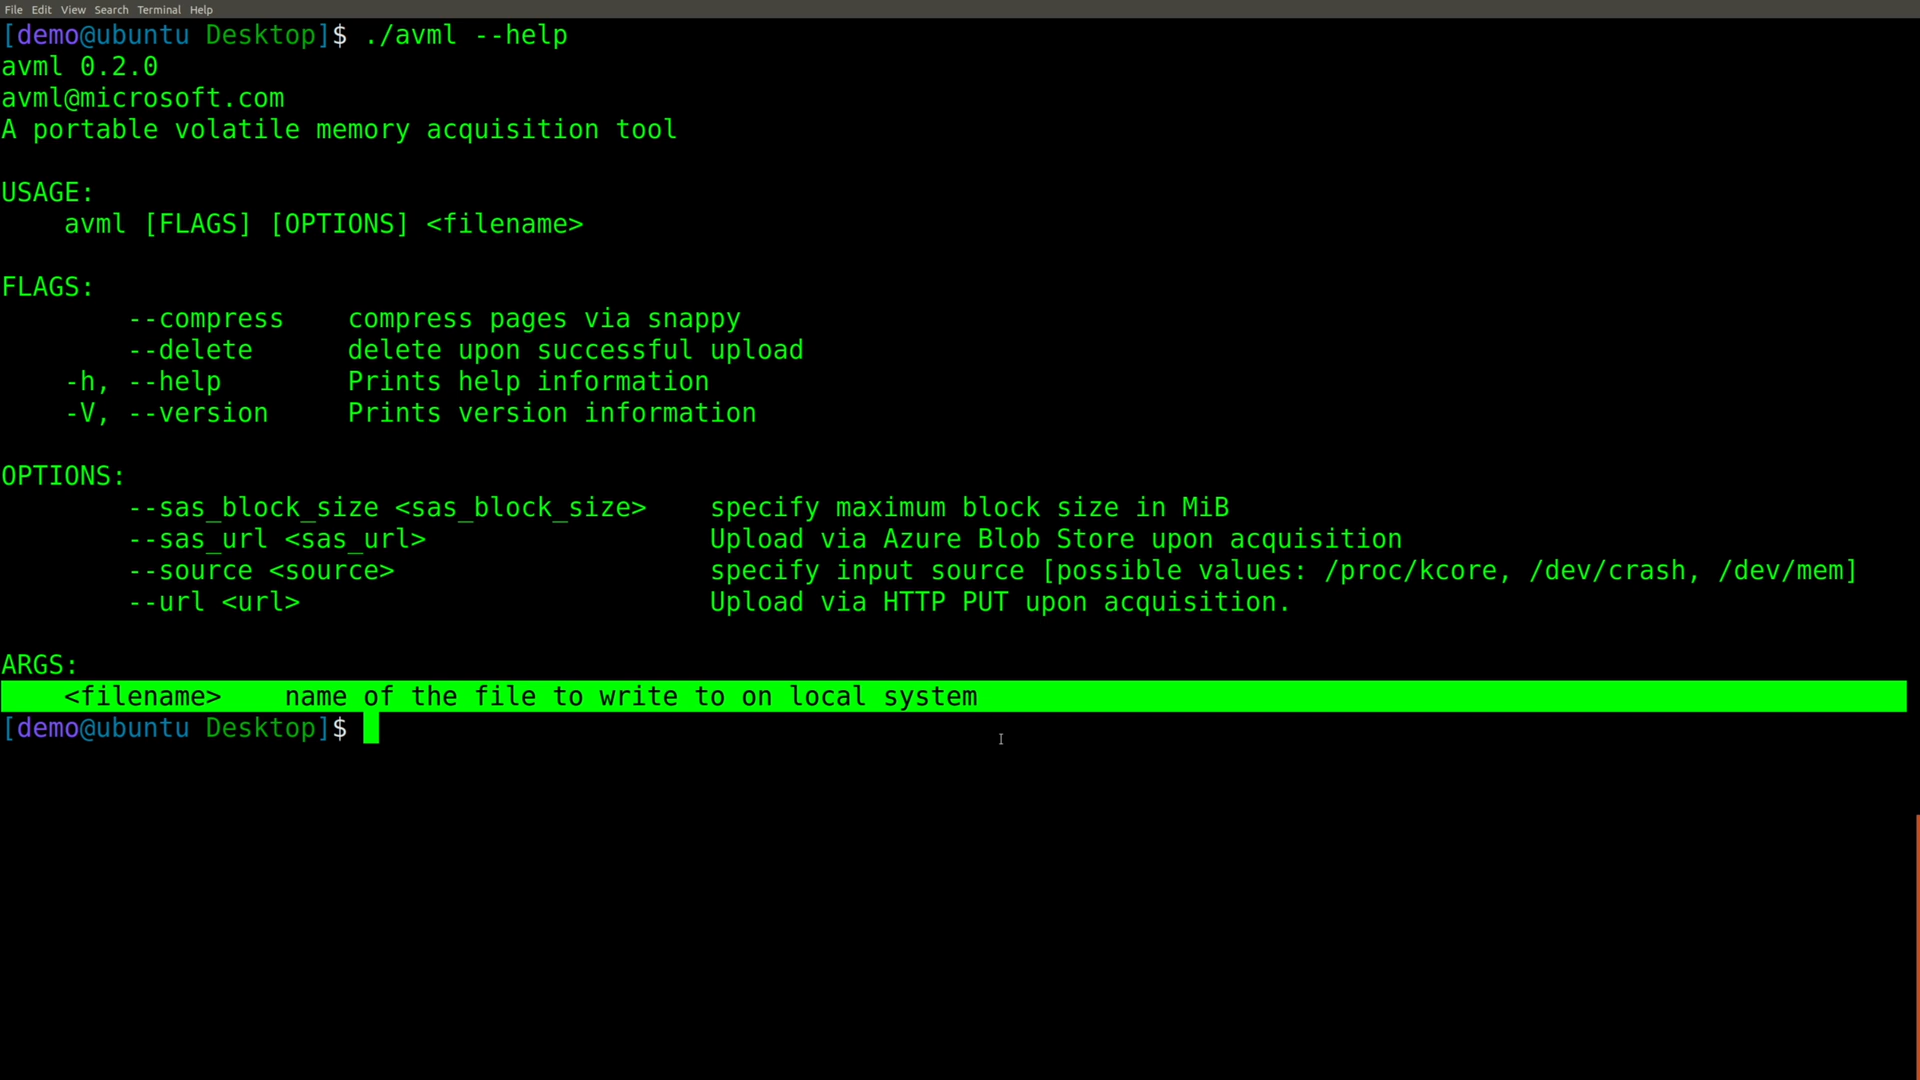 File Edit View Search Terminal Help
[demo@ubuntu Desktop]$ ./avml --help
avml 0.2.0
avml@microsoft.com
A portable volatile memory acquisition tool
USAGE:
avml [FLAGS] [OPTIONS] <filename>
FLAGS:
--compress compress pages via snappy
--delete delete upon successful upload
-h, --help Prints help information
-V, --version Prints version information
OPTIONS:
--sas_block_size <sas_block_size> specify maximum block size in MiB
--sas_url <sas_url> Upload via Azure Blob Store upon acquisition
--source <source> specify input source [possible values: /proc/kcore, /dev/crash, /dev/mem]
--url <url> Upload via HTTP PUT upon acquisition.
ARGS:
<filename> name of the file to write to on local system
[demo@ubuntu Desktop]$